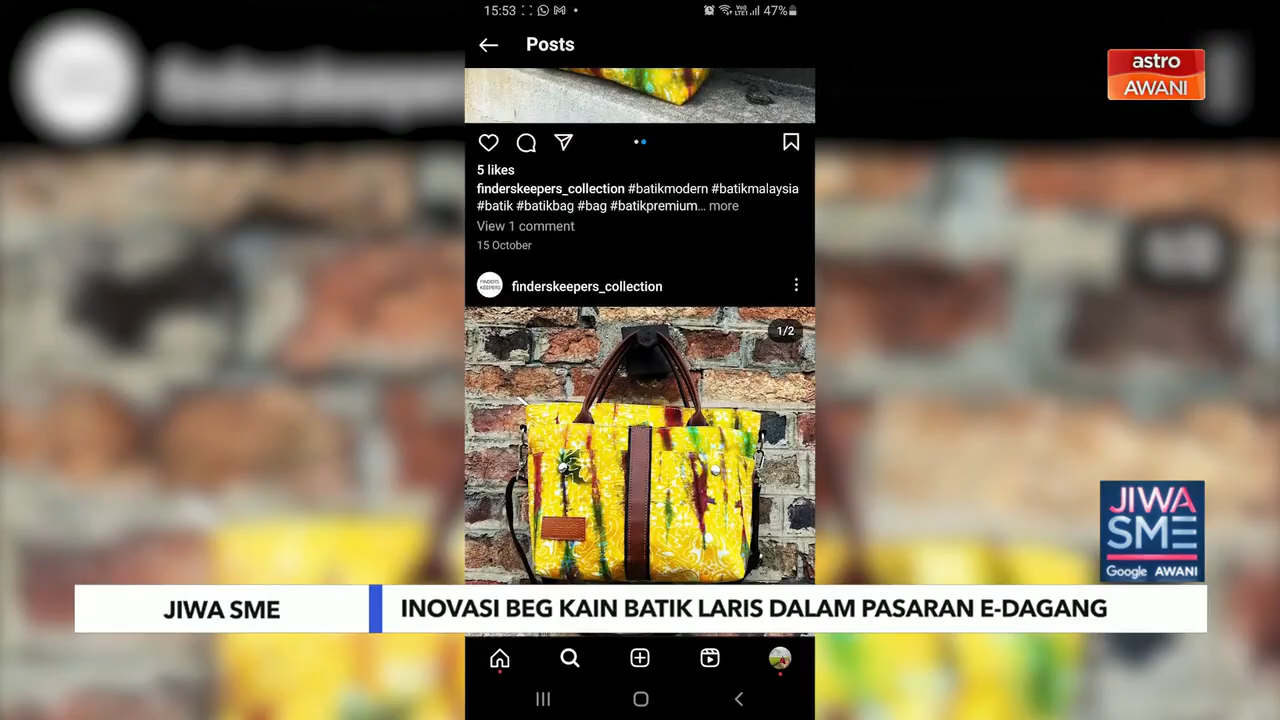 15:53
47%
Posts
astro
AWANI
5 likes
finderskeepers_collection #batikmodern #batikmalaysia
#batik #batikbag #bag #batikpremium... more
View 1 comment
15 October
FINDERS
KEEPERS
finderskeepers_collection
1/2
JIWA
SME
Google AWANI
JIWA SME
INOVASI BEG KAIN BATIK LARIS DALAM PASARAN E-DAGANG